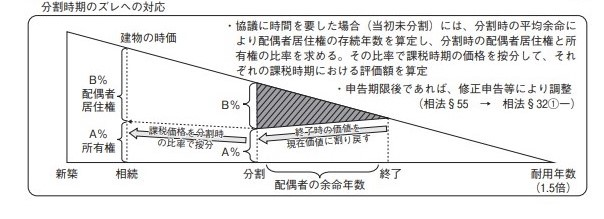 分割時期のズレへの対応
・協議に時間を要した場合（当初未分割）には、分割時の平均余命
により配偶者居住権の存続年数を算定し、分割時の配偶者居住権と所
有権の比率を求める。その比率で課税時期の価格を按分して、それ
ぞれの課税時期における評価額を算定
・申告期限後であれば、修正申告等により調整
（相法§55　→　相法§32①一）
建物の時価
B％
配偶者
居住権
A％
所有権
B％
A％
課税価格を分割時
の比率で按分
終了時の価値を
現在価値に割り戻す
新築
相続
分割
終了
耐用年数
（1.5倍）
配偶者の余命年数